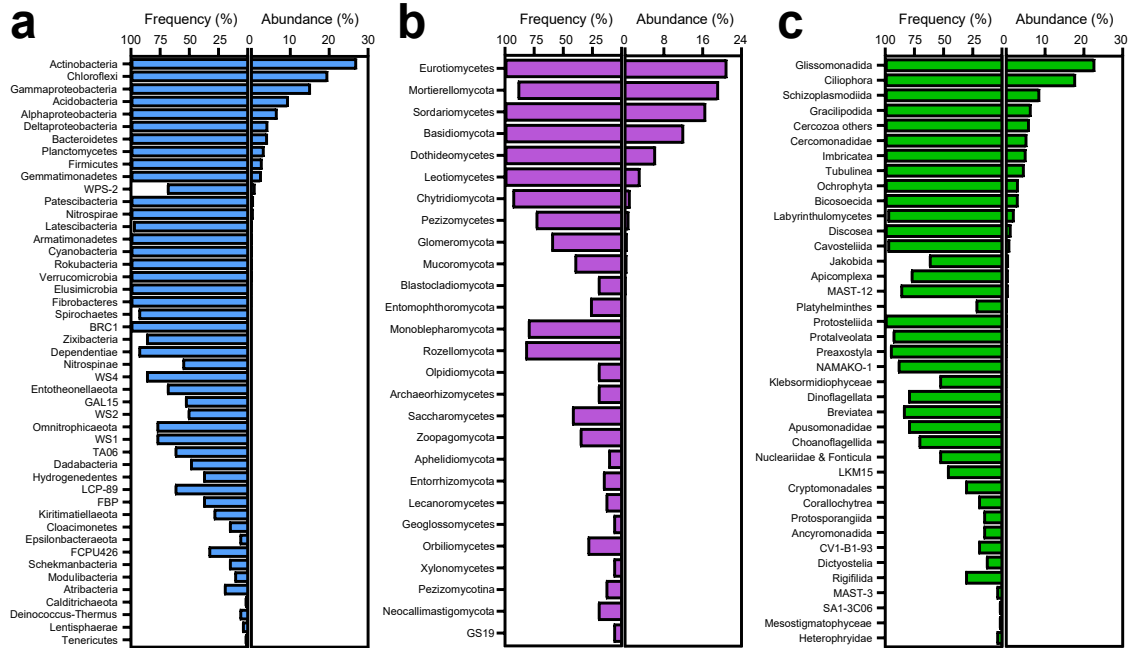 a
Frequency (%) Abundance (%)
100 75 50 25 0 10 20 30
Actinobacteria
Chloroflexi
Gammaproteobacteria
Acidobacteria
Alphaproteobacteria
Deltaproteobacteria
Bacteroidetes
Planctomycetes
Firmicutes
Gemmatimonadetes
WPS-2
Patescibacteria
Nitrospirae
Latescibacteria
Armatimonadetes
Cyanobacteria
Rokubacteria
Verrucomicrobia
Elusimicrobia
Fibrobacteres
Spirochaetes
BRC1
Zixibacteria
Dependentiae
Nitrospinae
WS4
Entotheonellaeota
GAL15
WS2
Omnitrophicaeota
WS1
TA06
Dadabacteria
Hydrogenedentes
LCP-89
FBP
Kiritimatiellaeota
Cloacimonetes
Epsilonbacteraeota
FCPU426
Schekmanbacteria
Modulibacteria
Atribacteria
Calditrichaeota
Deinococcus-Thermus
Lentisphaerae
Tenericutes
b
Frequency (%) Abundance (%)
100 75 50 25 0 8 16 24
Eurotiomycetes
Mortierellomycota
Sordariomycetes
Basidiomycota
Dothideomycetes
Leotiomycetes
Chytridiomycota
Pezizomycetes
Glomeromycota
Mucoromycota
Blastocladiomycota
Entomophthoromycota
Monoblepharomycota
Rozellomycota
Olpidiomycota
Archaeorhizomycetes
Saccharomycetes
Zoopagomycota
Aphelidiomycota
Entorrhizomycota
Lecanoromycetes
Geoglossomycetes
Orbiliomycetes
Xylonomycetes
Pezizomycotina
Neocallimastigomycota
GS19
c
Frequency (%) Abundance (%)
100 75 50 25 0 10 20 30
Glissomonadida
Ciliophora
Schizoplasmodiida
Gracilipodida
Cercozoa others
Cercomonadidae
Imbricatea
Tubulinea
Ochrophyta
Bicosoecida
Labyrinthulomycetes
Discosea
Cavosteliida
Jakobida
Apicomplexa
MAST-12
Platyhelminthes
Protosteliida
Protalveolata
Preaxostyla
NAMAKO-1
Klebsormidiophyceae
Dinoflagellata
Breviatea
Apusomonadidae
Choanoflagellida
Nucleariidae & Fonticula
LKM15
Cryptomonadales
Corallochytrea
Protosporangiida
Ancyromonadida
CV1-B1-93
Dictyostelia
Rigifilida
MAST-3
SA1-3C06
Mesostigmatophyceae
Heterophryidae